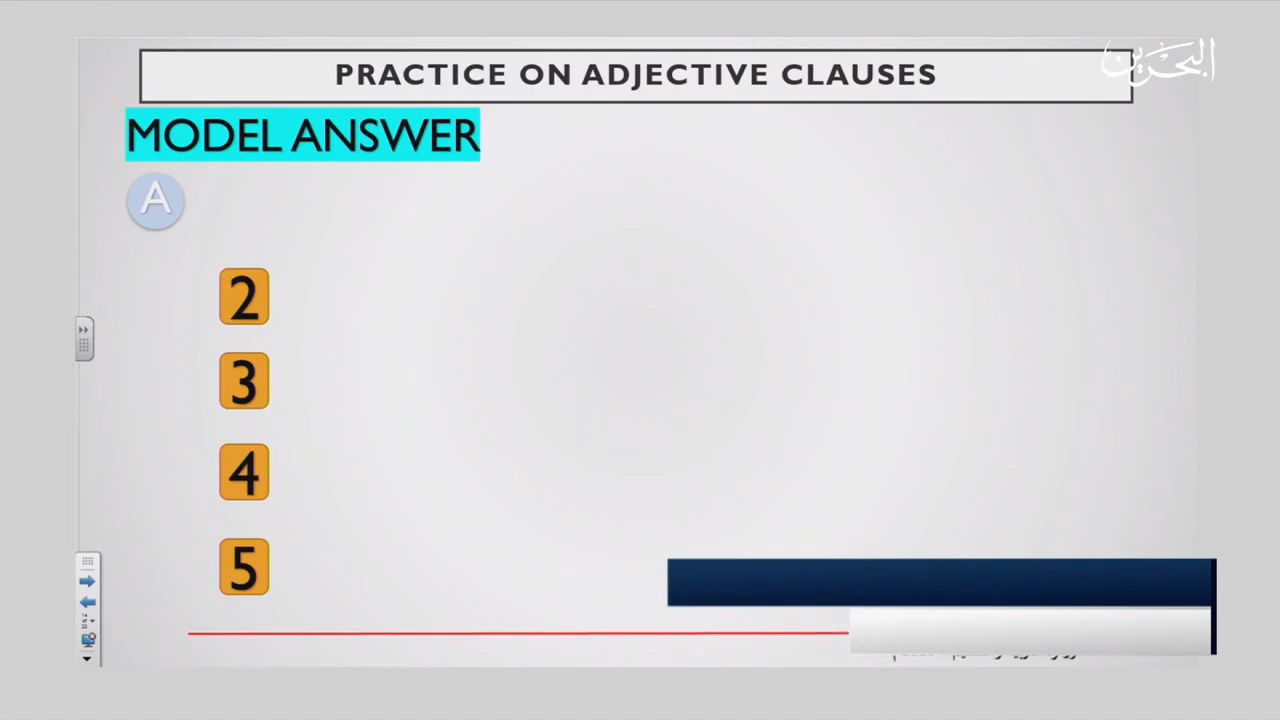 PRACTICE ON ADJECTIVE CLAUSES
البحرين
MODEL ANSWER
A
2
3
4
5